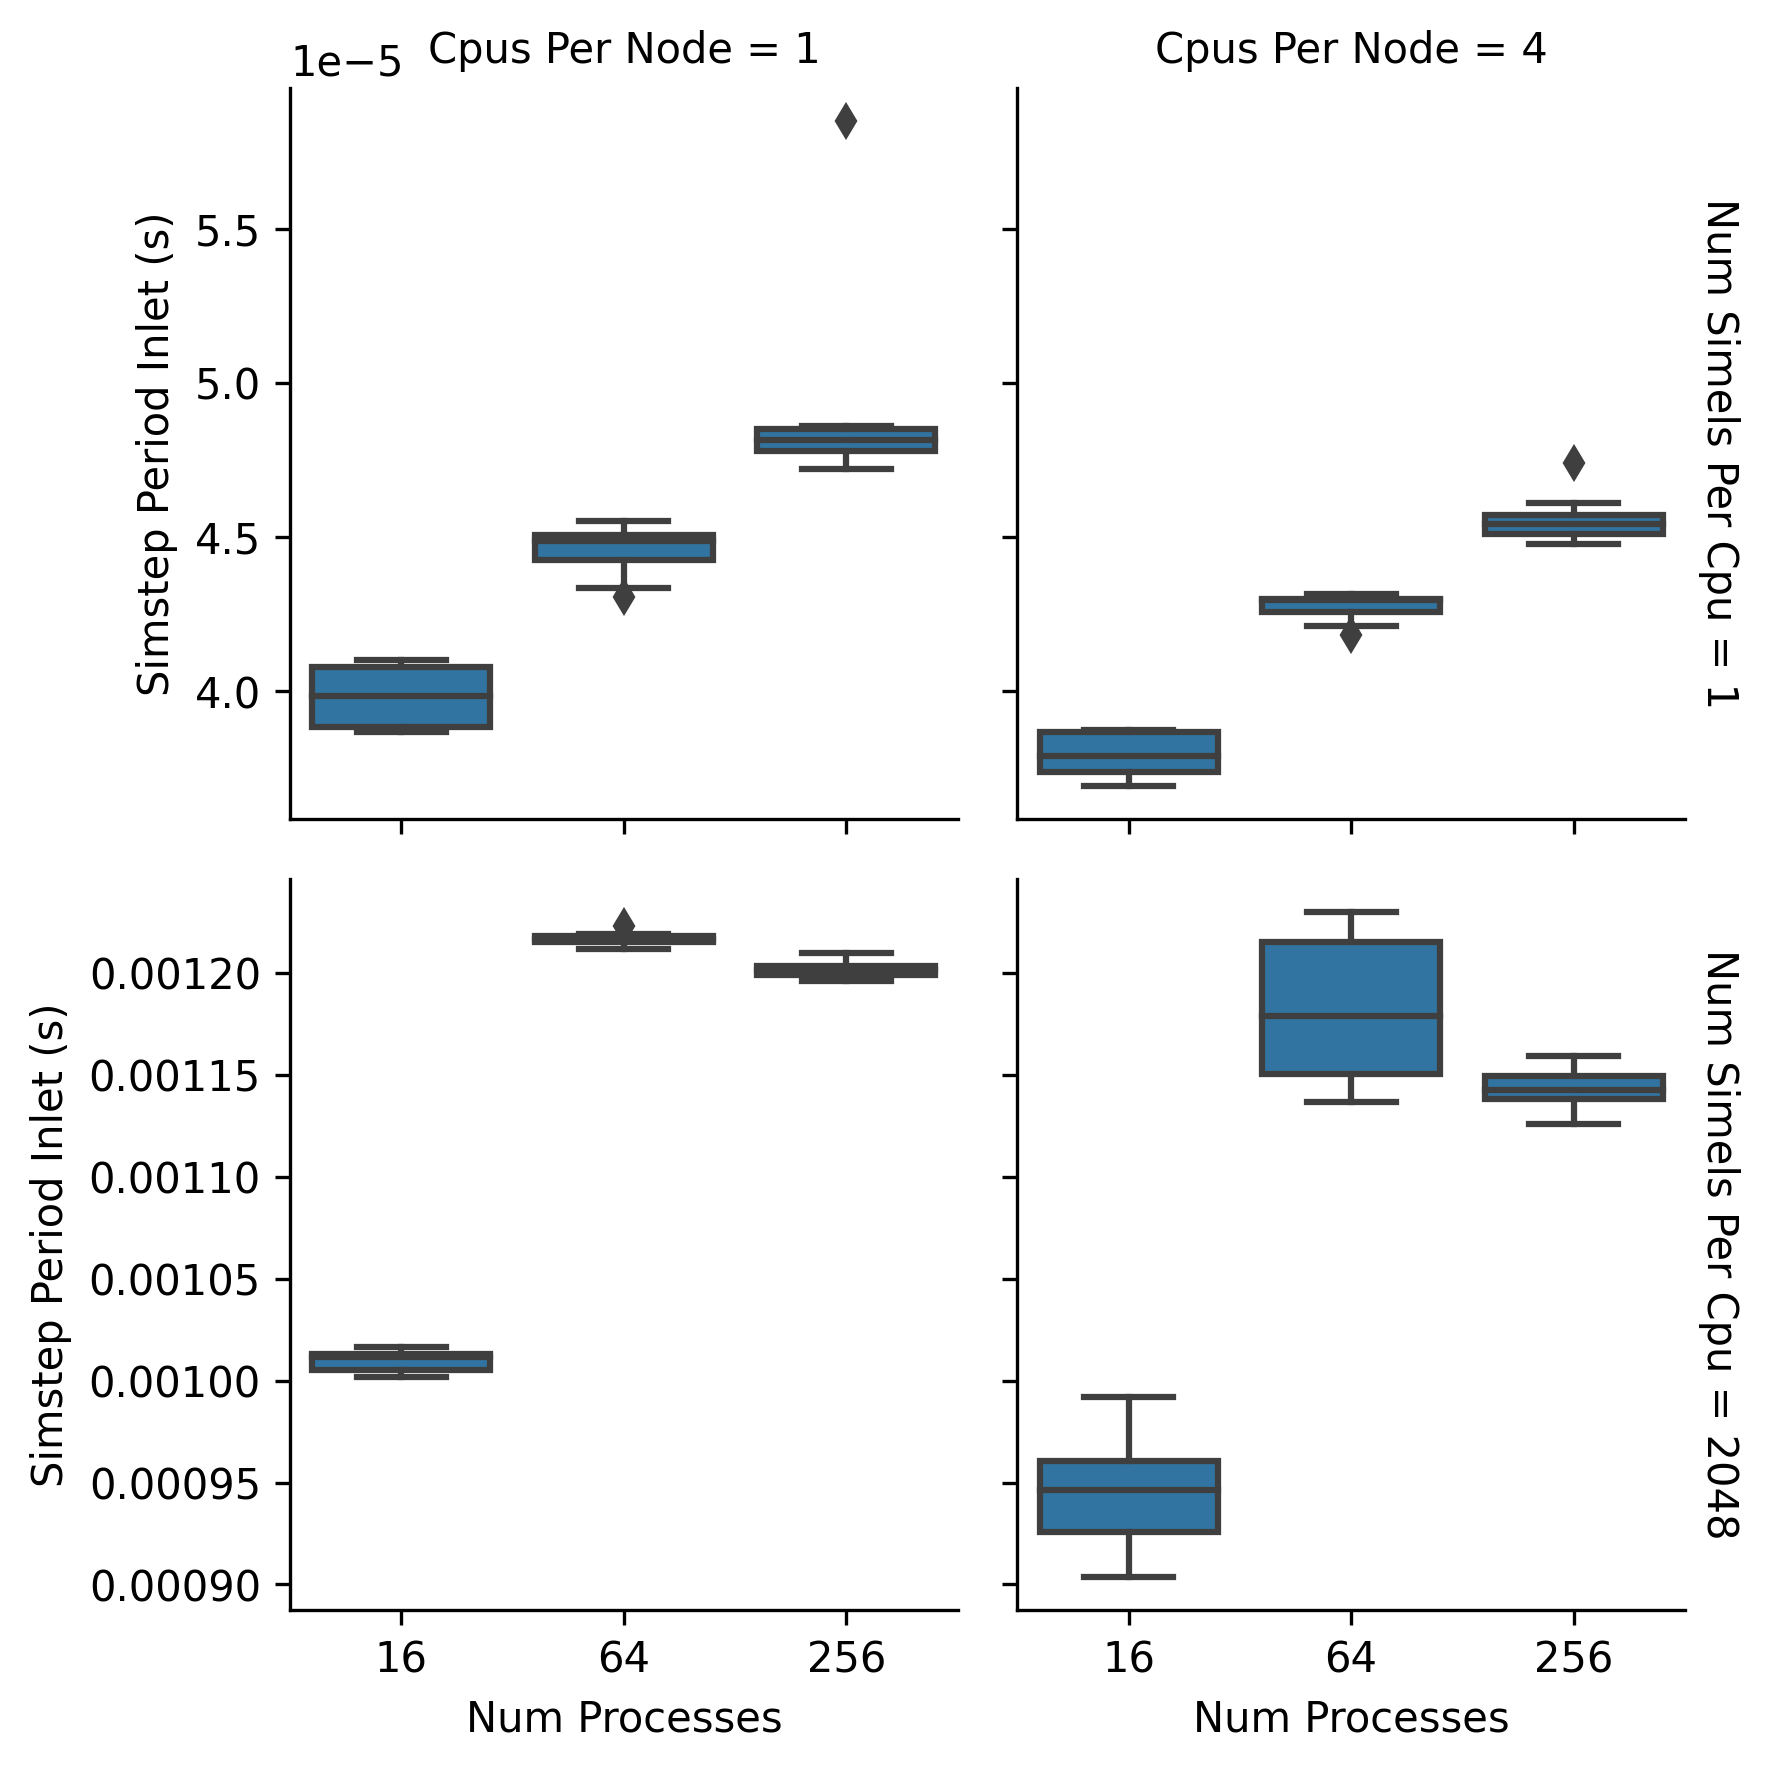 Cpus Per Node = 1
Cpus Per Node = 4
1e−5
Simstep Period Inlet (s)
5.5
5.0
4.5
4.0
Num Simels Per Cpu = 1
Simstep Period Inlet (s)
0.00120
0.00115
0.00110
0.00105
0.00100
0.00095
0.00090
Num Simels Per Cpu = 2048
16 64 256
16 64 256
Num Processes
Num Processes